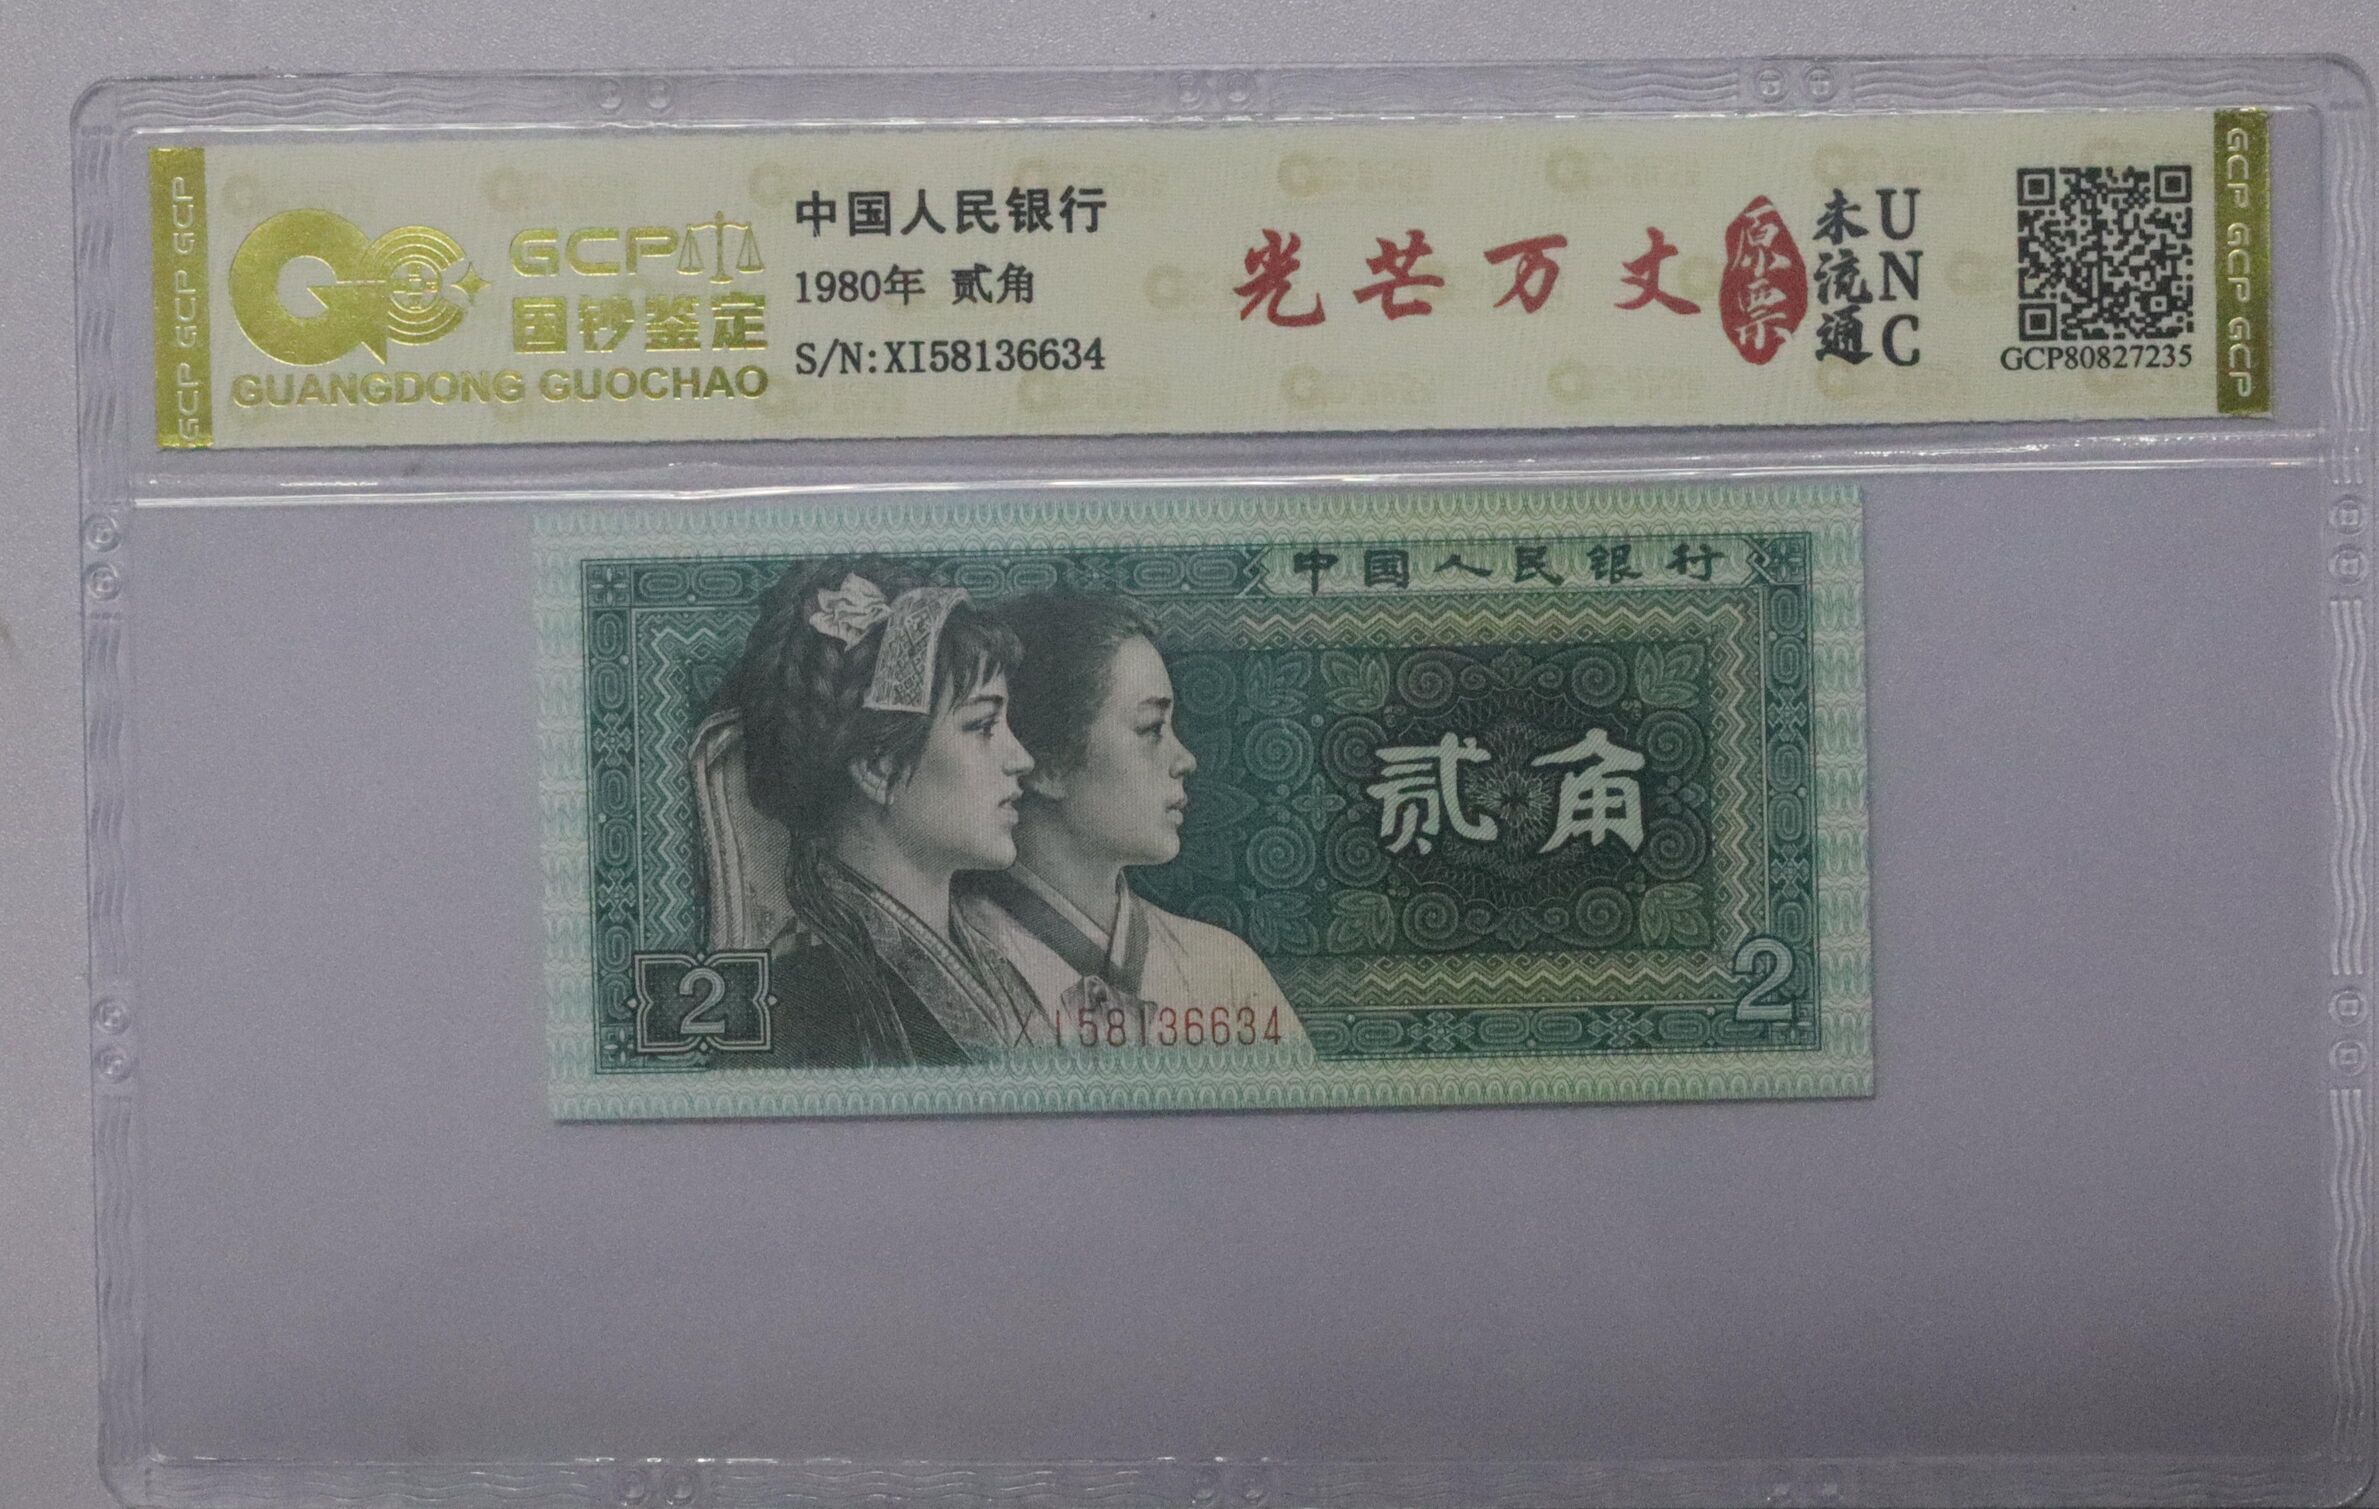 GCP GCP GCP
GCP
国钞鉴定
GUANGDONG GUOCHAO
中国人民银行
1980年 贰角
S/N:XI58136634
光芒万丈
原票
未流通
UNC
GCP80827235
GCP GCP GCP GCP
中国人民银行
贰角
2
2
XI58136634